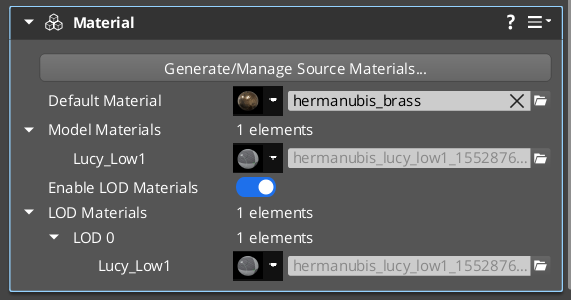 Material ?
Generate/Manage Source Materials...
Default Material hermanubis_brass
Model Materials 1 elements
Lucy_Low1 hermanubis_lucy_low1_1552876...
Enable LOD Materials
LOD Materials 1 elements
LOD 0 1 elements
Lucy_Low1 hermanubis_lucy_low1_1552876...